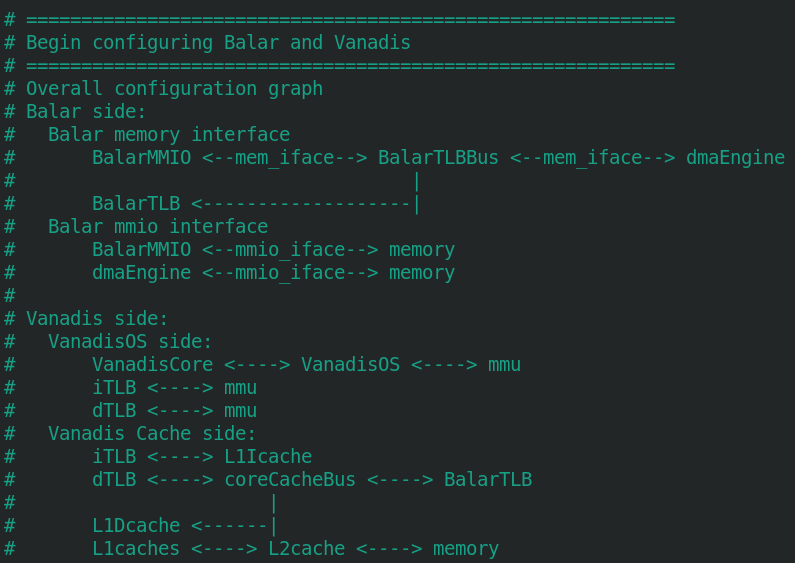 # ===========================================================
# Begin configuring Balar and Vanadis
# ===========================================================
# Overall configuration graph
# Balar side:
#   Balar memory interface
#       BalarMMIO <--mem_iface--> BalarTLBBus <--mem_iface--> dmaEngine
#                                    |
#       BalarTLB <-------------------|
#   Balar mmio interface
#       BalarMMIO <--mmio_iface--> memory
#       dmaEngine <--mmio_iface--> memory
#
# Vanadis side:
#   VanadisOS side:
#       VanadisCore <----> VanadisOS <----> mmu
#       iTLB <----> mmu
#       dTLB <----> mmu
#   Vanadis Cache side:
#       iTLB <----> L1Icache
#       dTLB <----> coreCacheBus <----> BalarTLB
#                       |
#       L1Dcache <------|
#       L1caches <----> L2cache <----> memory